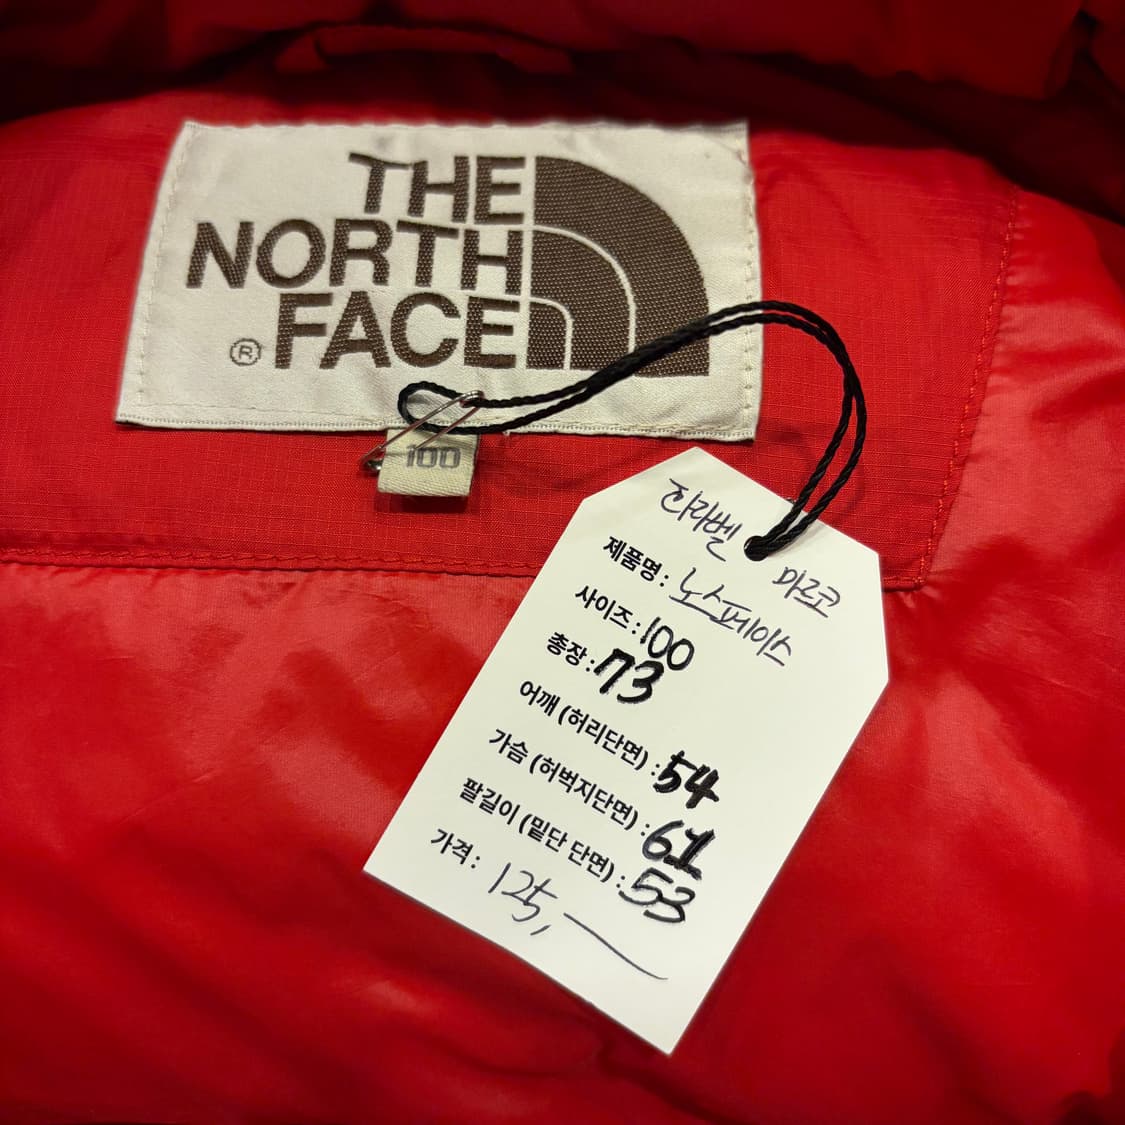 THE
NORTH
FACE
®
100
라벨 마르코
제품명: 노스페이스
사이즈: 100
총장: 73
어깨 (허리단면) : 54
가슴 (허벅지단면) : 61
팔길이 (밑단 단면) : 53
가격: 125,—